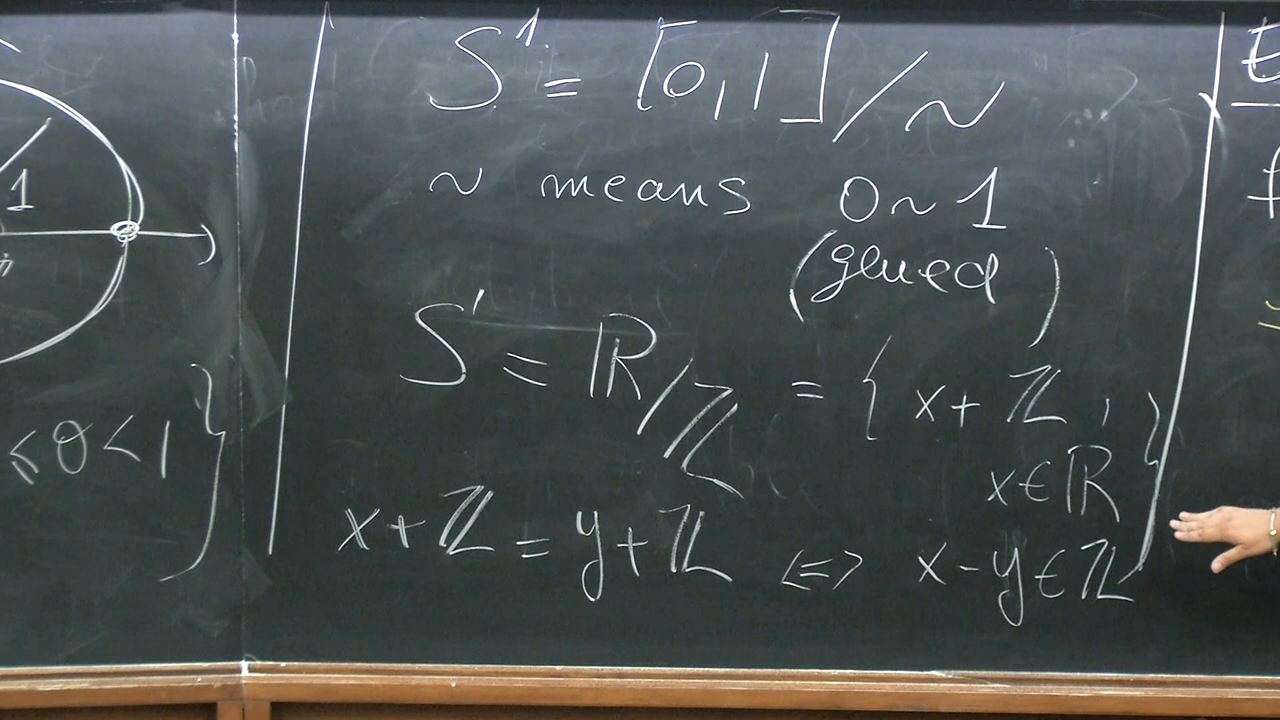 1
≤ θ < 1 }
S¹ = [0,1] / ~
~ means 0 ~ 1
(glued)
S¹ = ℝ/ℤ = { x + ℤ,
x ∈ ℝ }
x + ℤ = y + ℤ ⟺ x - y ∈ ℤ